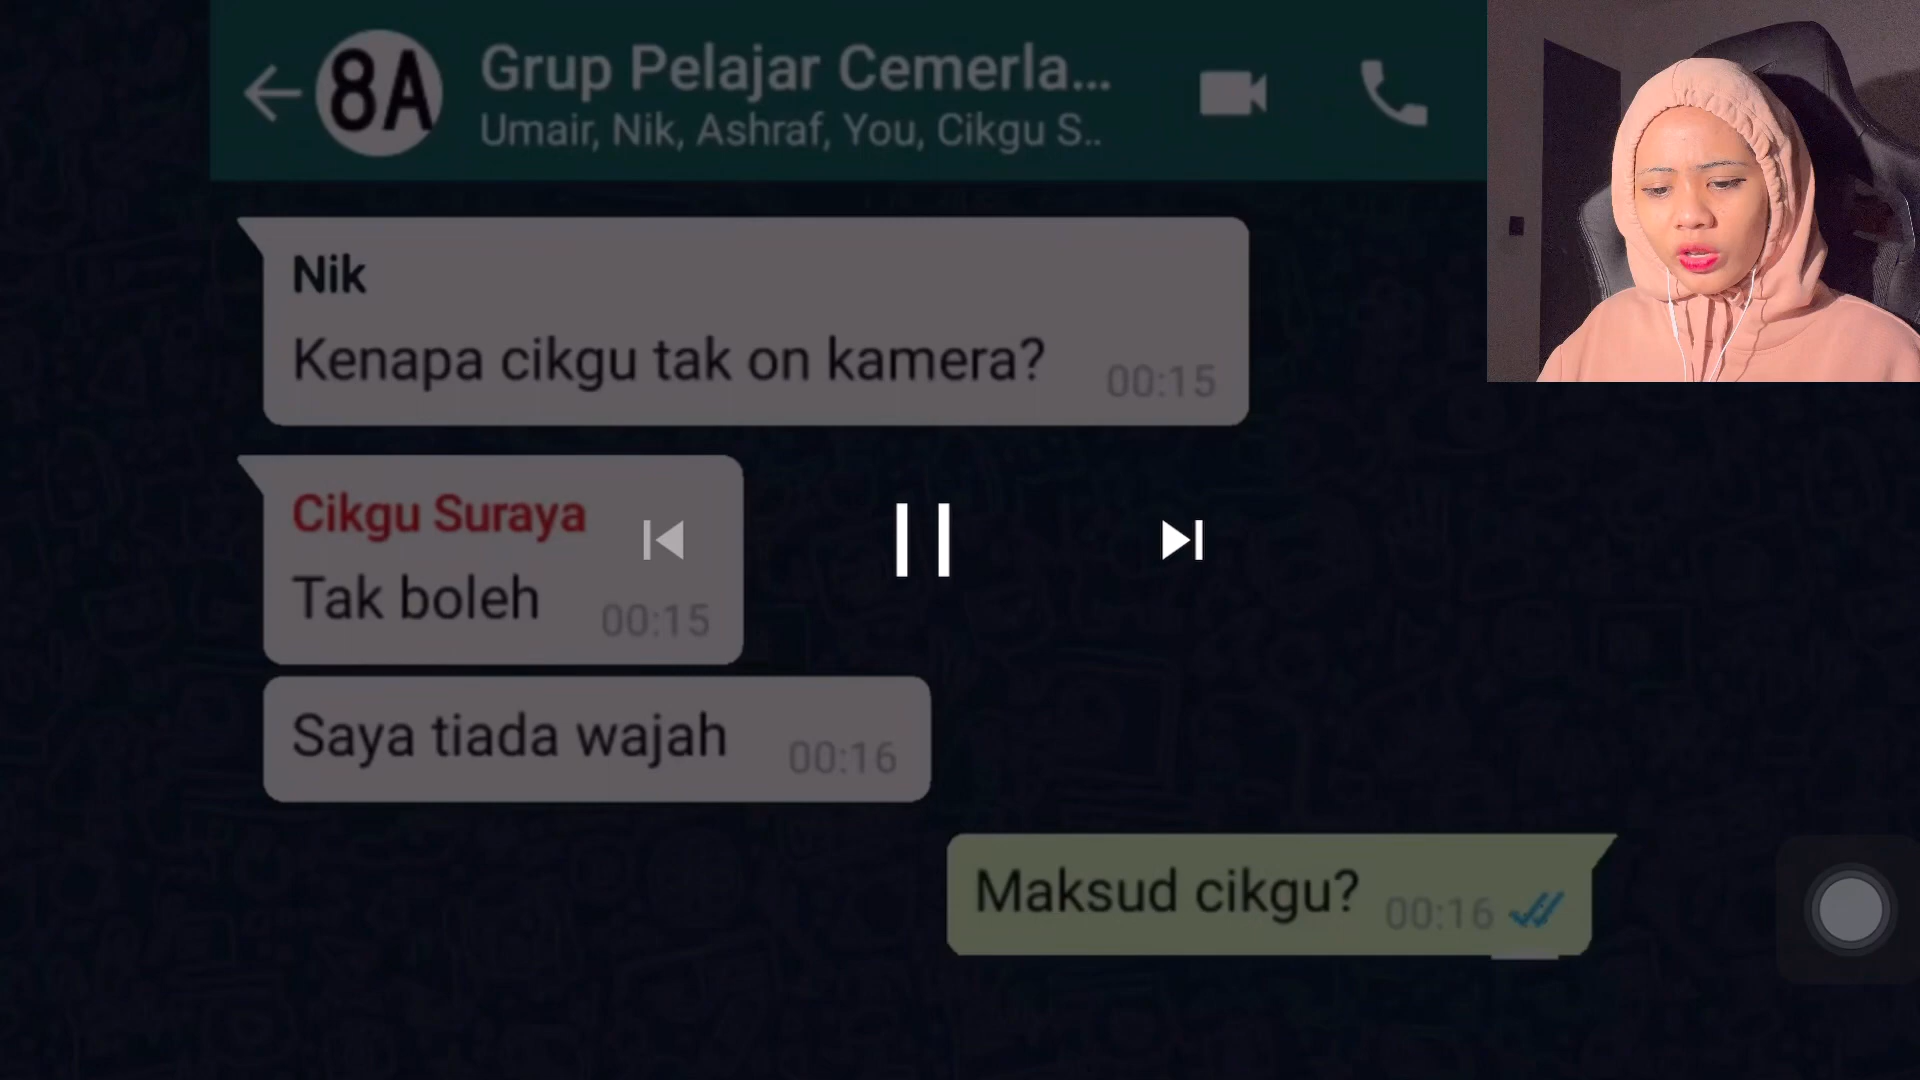 8A
Grup Pelajar Cemerla...
Umair, Nik, Ashraf, You, Cikgu S..
Nik
Kenapa cikgu tak on kamera?
00:15
Cikgu Suraya
Tak boleh
00:15
Saya tiada wajah
00:16
Maksud cikgu?
00:16